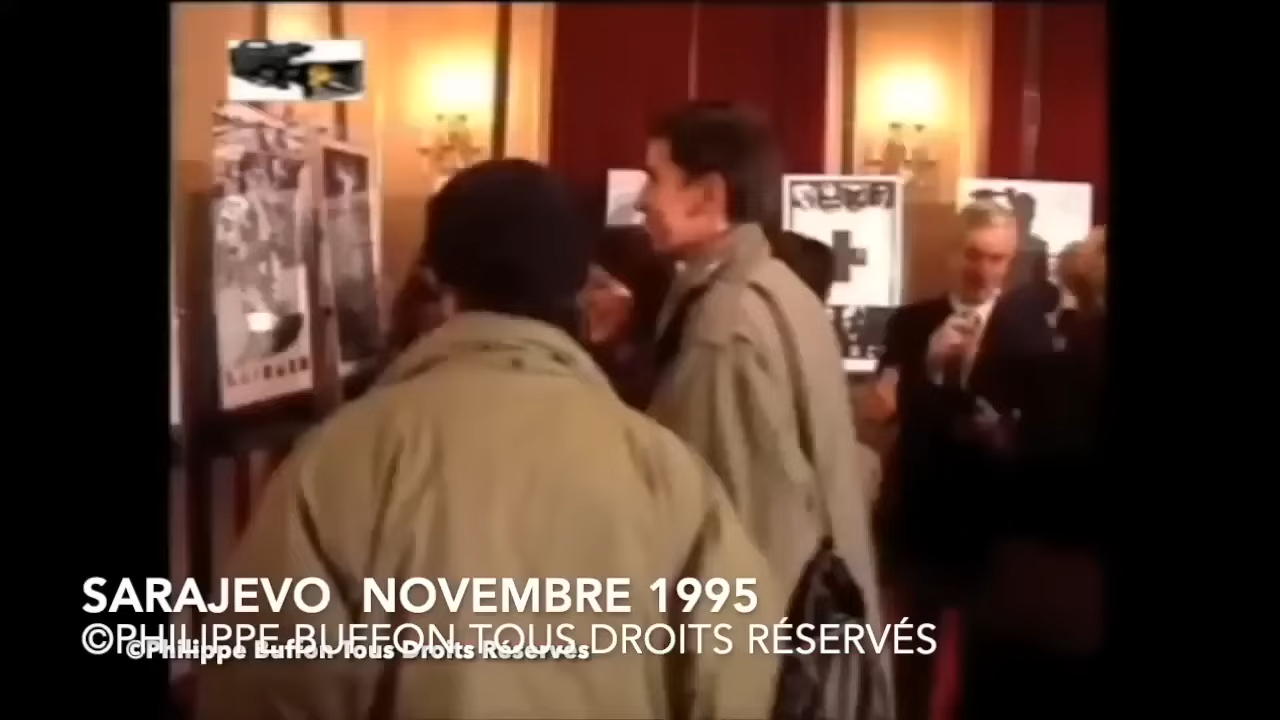 SARAJEVO NOVEMBRE 1995
©PHILIPPE BUFFON TOUS DROITS RÉSERVÉS
©Philippe Buffon Tous Droits Réservés